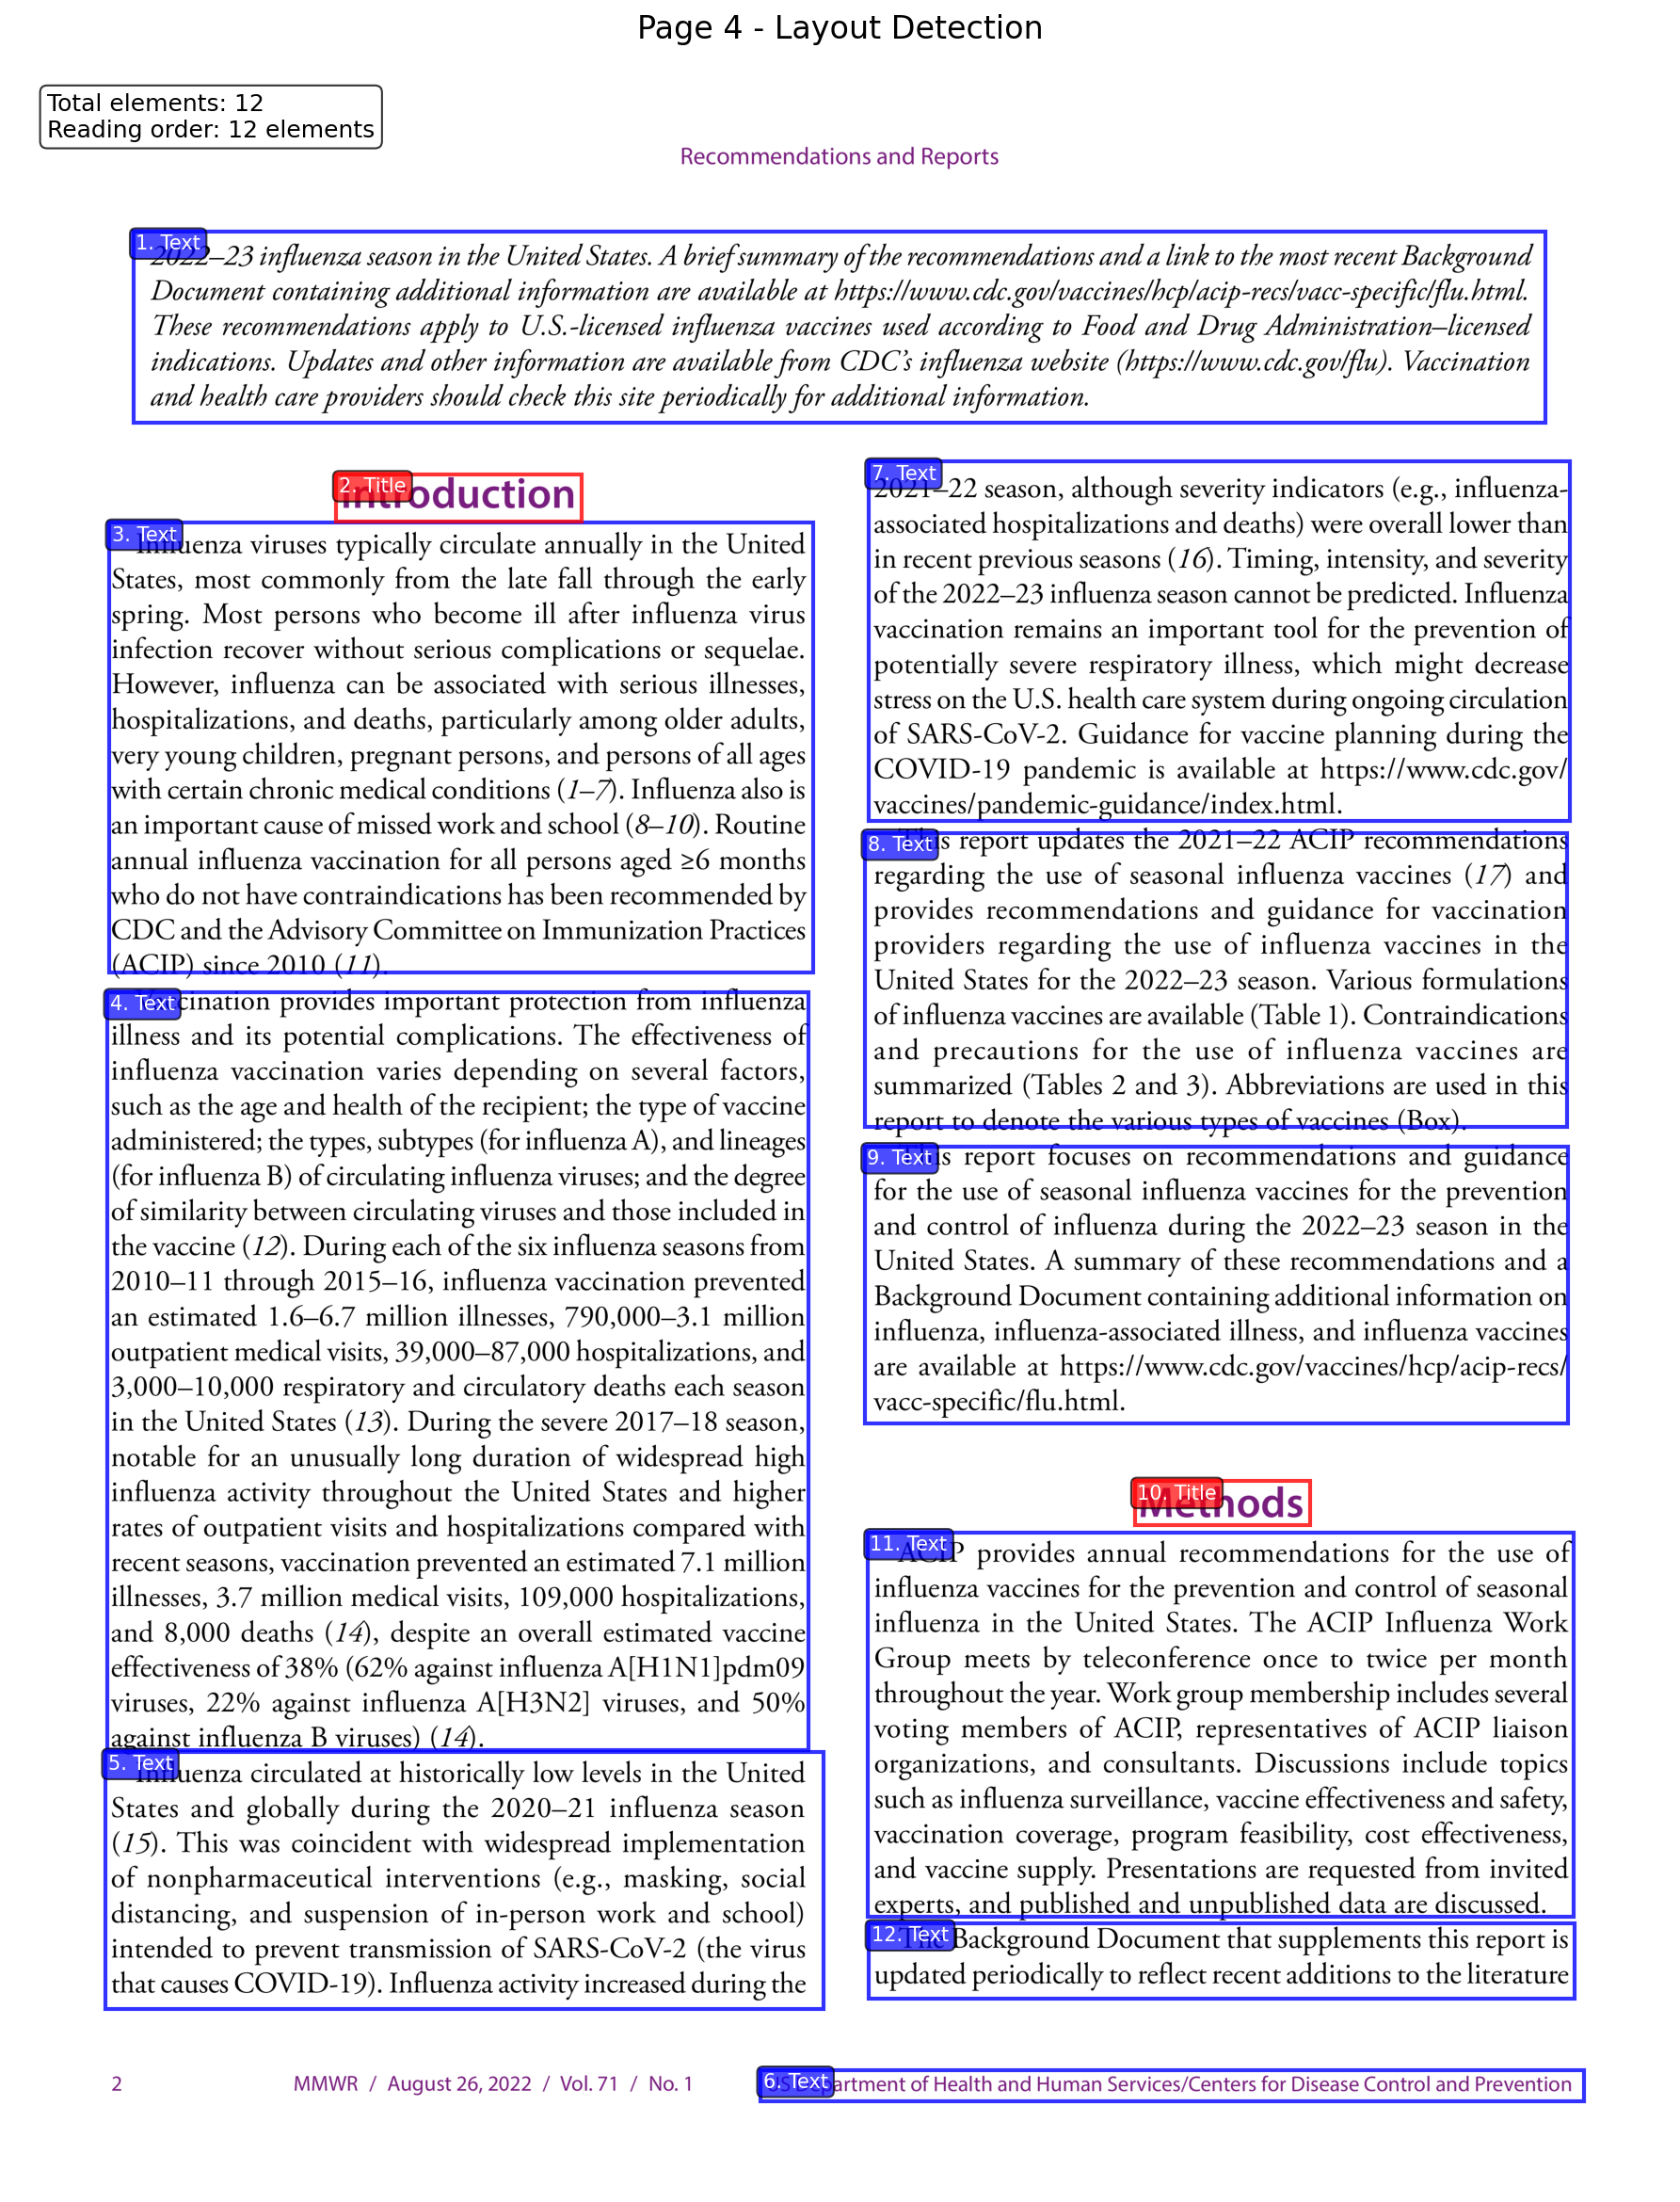 Page 4 - Layout Detection
Total elements: 12
Reading order: 12 elements
Recommendations and Reports
1. Text
2022–23 influenza season in the United States. A brief summary of the recommendations and a link to the most recent Background
Document containing additional information are available at https://www.cdc.gov/vaccines/hcp/acip-recs/vacc-specific/flu.html.
These recommendations apply to U.S.-licensed influenza vaccines used according to Food and Drug Administration–licensed
indications. Updates and other information are available from CDC’s influenza website (https://www.cdc.gov/flu). Vaccination
and health care providers should check this site periodically for additional information.
2. Title
Introduction
3. Text
Influenza viruses typically circulate annually in the United
States, most commonly from the late fall through the early
spring. Most persons who become ill after influenza virus
infection recover without serious complications or sequelae.
However, influenza can be associated with serious illnesses,
hospitalizations, and deaths, particularly among older adults,
very young children, pregnant persons, and persons of all ages
with certain chronic medical conditions (1–7). Influenza also is
an important cause of missed work and school (8–10). Routine
annual influenza vaccination for all persons aged ≥6 months
who do not have contraindications has been recommended by
CDC and the Advisory Committee on Immunization Practices
(ACIP) since 2010 (11).
4. Text
Vaccination provides important protection from influenza
illness and its potential complications. The effectiveness of
influenza vaccination varies depending on several factors,
such as the age and health of the recipient; the type of vaccine
administered; the types, subtypes (for influenza A), and lineages
(for influenza B) of circulating influenza viruses; and the degree
of similarity between circulating viruses and those included in
the vaccine (12). During each of the six influenza seasons from
2010–11 through 2015–16, influenza vaccination prevented
an estimated 1.6–6.7 million illnesses, 790,000–3.1 million
outpatient medical visits, 39,000–87,000 hospitalizations, and
3,000–10,000 respiratory and circulatory deaths each season
in the United States (13). During the severe 2017–18 season,
notable for an unusually long duration of widespread high
influenza activity throughout the United States and higher
rates of outpatient visits and hospitalizations compared with
recent seasons, vaccination prevented an estimated 7.1 million
illnesses, 3.7 million medical visits, 109,000 hospitalizations,
and 8,000 deaths (14), despite an overall estimated vaccine
effectiveness of 38% (62% against influenza A[H1N1]pdm09
viruses, 22% against influenza A[H3N2] viruses, and 50%
against influenza B viruses) (14).
5. Text
Influenza circulated at historically low levels in the United
States and globally during the 2020–21 influenza season
(15). This was coincident with widespread implementation
of nonpharmaceutical interventions (e.g., masking, social
distancing, and suspension of in-person work and school)
intended to prevent transmission of SARS-CoV-2 (the virus
that causes COVID-19). Influenza activity increased during the
7. Text
2021–22 season, although severity indicators (e.g., influenza-
associated hospitalizations and deaths) were overall lower than
in recent previous seasons (16). Timing, intensity, and severity
of the 2022–23 influenza season cannot be predicted. Influenza
vaccination remains an important tool for the prevention of
potentially severe respiratory illness, which might decrease
stress on the U.S. health care system during ongoing circulation
of SARS-CoV-2. Guidance for vaccine planning during the
COVID-19 pandemic is available at https://www.cdc.gov/
vaccines/pandemic-guidance/index.html.
8. Text
This report updates the 2021–22 ACIP recommendations
regarding the use of seasonal influenza vaccines (17) and
provides recommendations and guidance for vaccination
providers regarding the use of influenza vaccines in the
United States for the 2022–23 season. Various formulations
of influenza vaccines are available (Table 1). Contraindications
and precautions for the use of influenza vaccines are
summarized (Tables 2 and 3). Abbreviations are used in this
report to denote the various types of vaccines (Box).
9. Text
This report focuses on recommendations and guidance
for the use of seasonal influenza vaccines for the prevention
and control of influenza during the 2022–23 season in the
United States. A summary of these recommendations and a
Background Document containing additional information on
influenza, influenza-associated illness, and influenza vaccines
are available at https://www.cdc.gov/vaccines/hcp/acip-recs/
vacc-specific/flu.html.
10. Title
Methods
11. Text
ACIP provides annual recommendations for the use of
influenza vaccines for the prevention and control of seasonal
influenza in the United States. The ACIP Influenza Work
Group meets by teleconference once to twice per month
throughout the year. Work group membership includes several
voting members of ACIP, representatives of ACIP liaison
organizations, and consultants. Discussions include topics
such as influenza surveillance, vaccine effectiveness and safety,
vaccination coverage, program feasibility, cost effectiveness,
and vaccine supply. Presentations are requested from invited
experts, and published and unpublished data are discussed.
12. Text
The Background Document that supplements this report is
updated periodically to reflect recent additions to the literature
2 MMWR / August 26, 2022 / Vol. 71 / No. 1
6. Text
US Department of Health and Human Services/Centers for Disease Control and Prevention